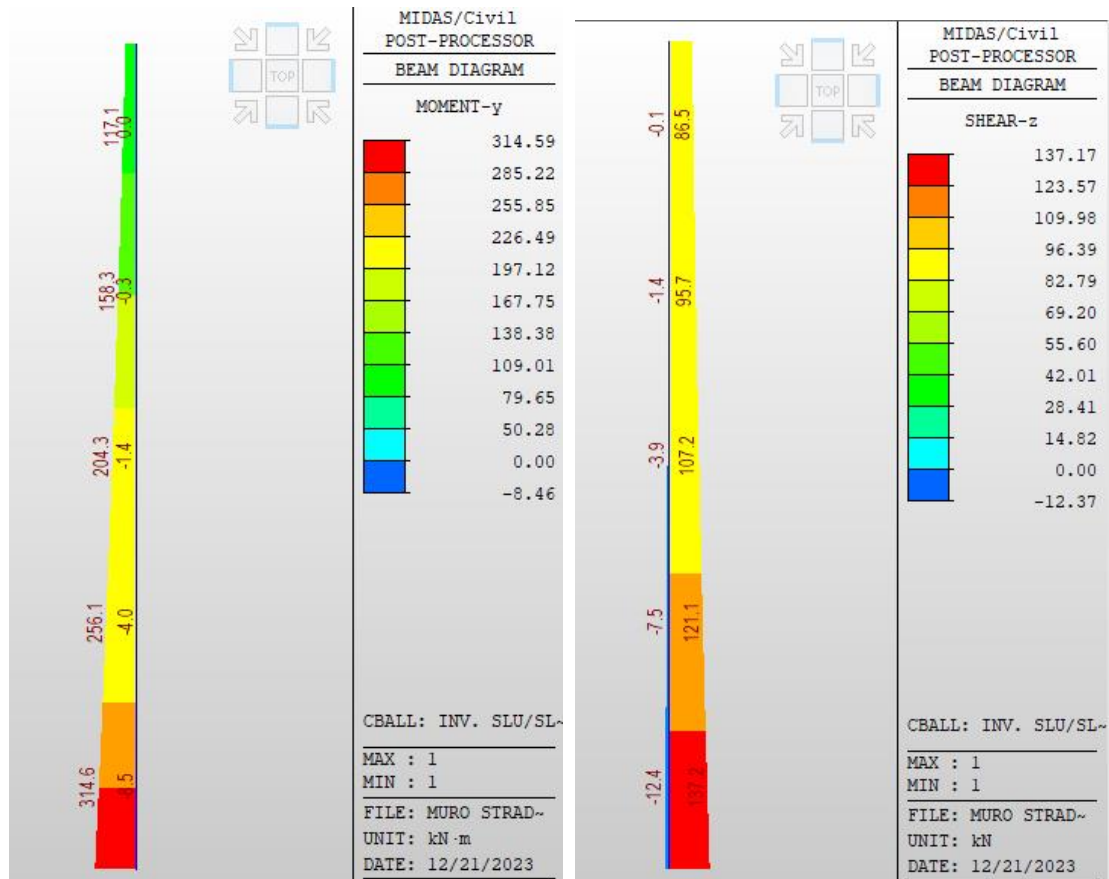 MIDAS/Civil
POST-PROCESSOR
BEAM DIAGRAM
MOMENT-y
314.59
285.22
255.85
226.49
197.12
167.75
138.38
109.01
79.65
50.28
0.00
-8.46
CBALL: INV. SLU/SL~
MAX : 1
MIN : 1
FILE: MURO STRAD~
UNIT: kN·m
DATE: 12/21/2023
TOP
117.1
0.0
158.3
-0.3
204.3
-1.4
256.1
-4.0
314.6
-8.5
MIDAS/Civil
POST-PROCESSOR
BEAM DIAGRAM
SHEAR-z
137.17
123.57
109.98
96.39
82.79
69.20
55.60
42.01
28.41
14.82
0.00
-12.37
CBALL: INV. SLU/SL~
MAX : 1
MIN : 1
FILE: MURO STRAD~
UNIT: kN
DATE: 12/21/2023
TOP
-0.1
86.5
-1.4
95.7
-3.9
107.2
-7.5
121.1
-12.4
137.2